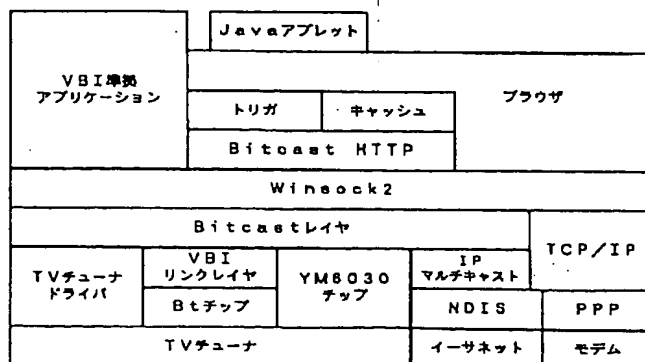 Javaアプレット
VBI準拠
アプリケーション
ブラウザ
トリガ
キャッシュ
Bitcast HTTP
Winsock2
Bitcastレイヤ
TCP/IP
TVチューナ
ドライバ
VBI
リンクレイヤ
YM6030
チップ
IP
マルチキャスト
Btチップ
NDIS
PPP
TVチューナ
イーサネット
モデム